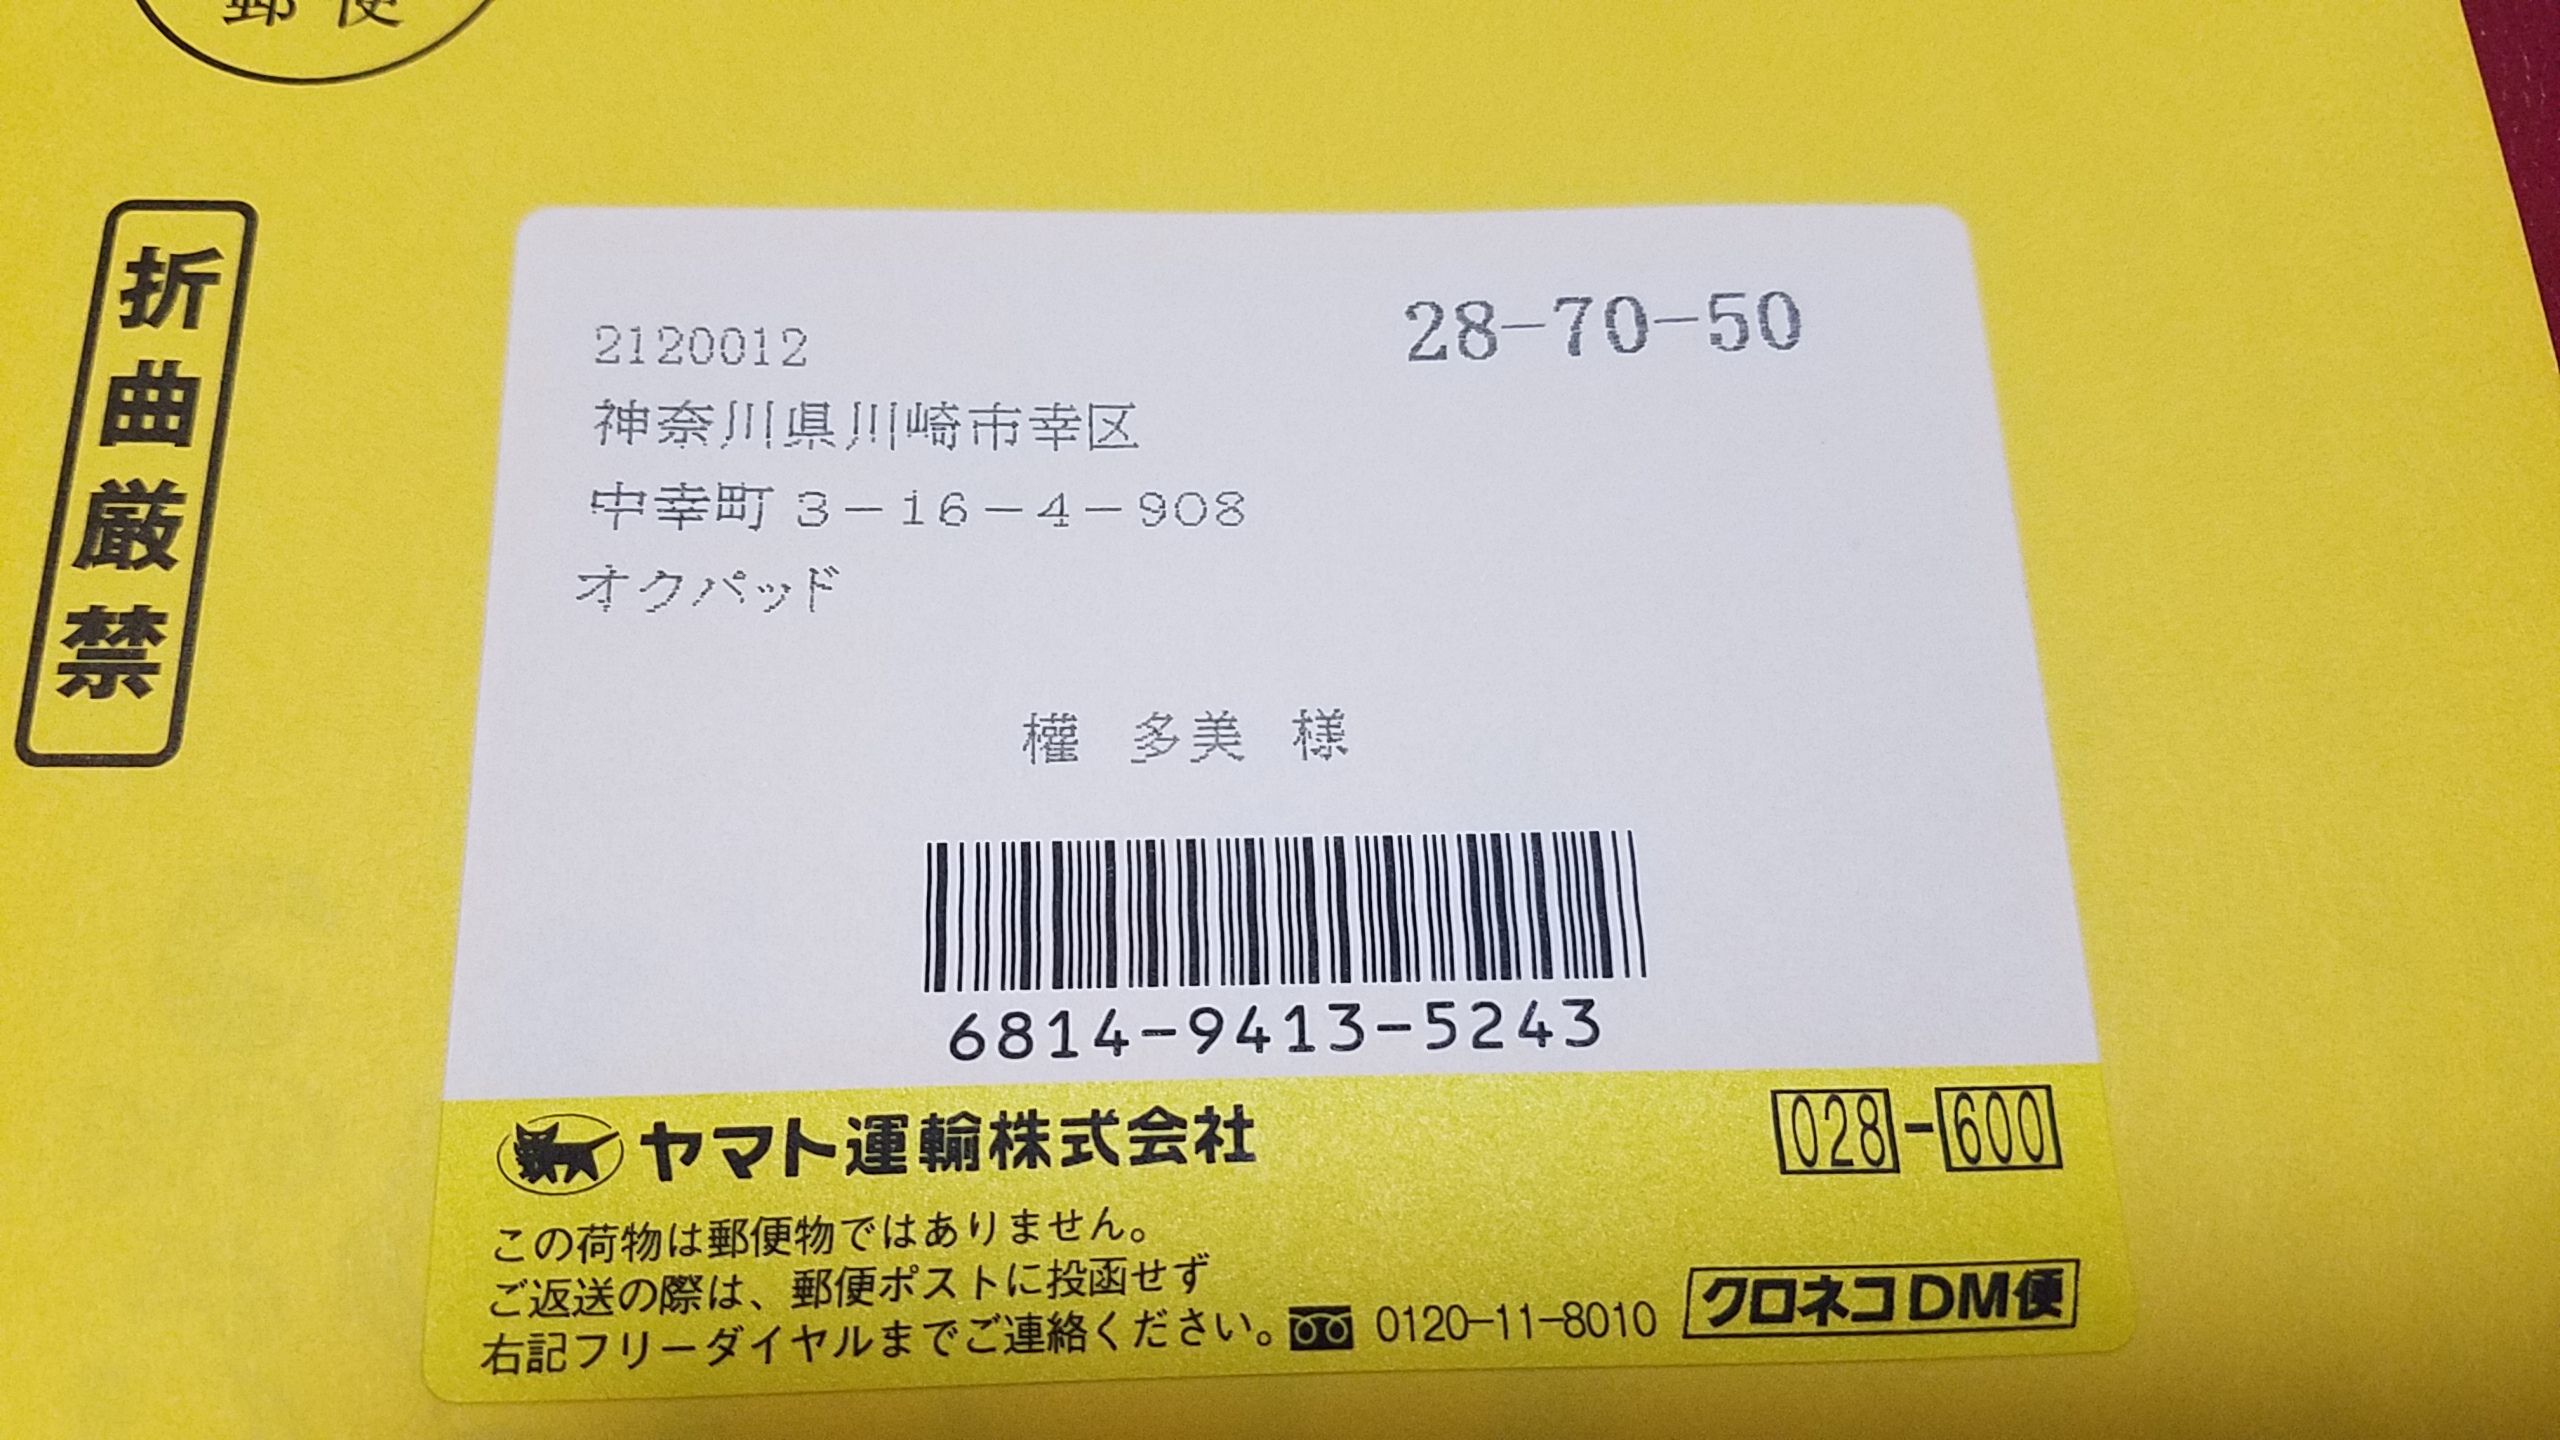 郵便
折曲厳禁
28-70-50
2120012
神奈川県川崎市幸区
中幸町３－１６－４－９０８
オクパッド
權 多美 様
6814-9413-5243
ヤマト運輸株式会社
028-600
この荷物は郵便物ではありません。
ご返送の際は、郵便ポストに投函せず
右記フリーダイヤルまでご連絡ください。 0120-11-8010
クロネコDM便